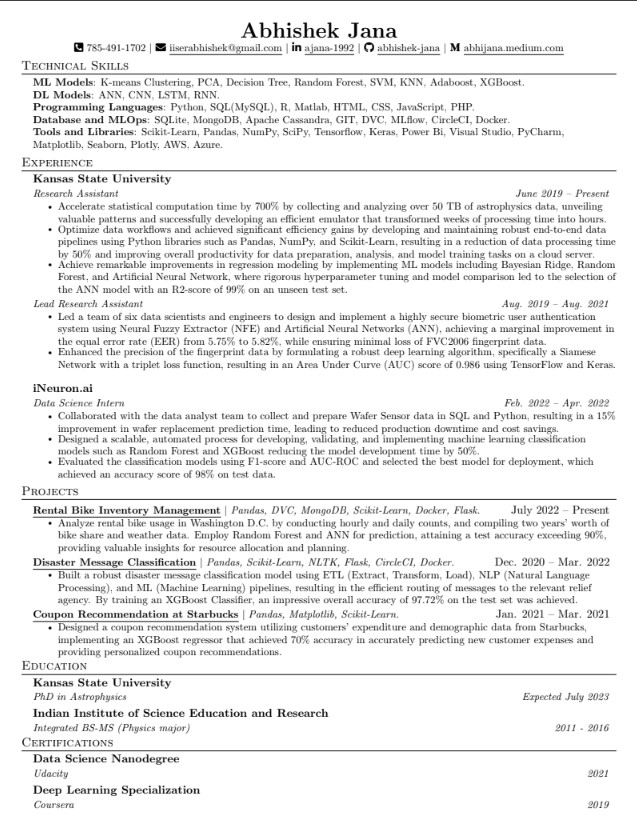 Abhishek Jana
785-491-1702 | iiserabhishek@gmail.com | in ajana-1992 | abhishek-jana | M abhijana.medium.com
Technical Skills
ML Models: K-means Clustering, PCA, Decision Tree, Random Forest, SVM, KNN, Adaboost, XGBoost.
DL Models: ANN, CNN, LSTM, RNN.
Programming Languages: Python, SQL(MySQL), R, Matlab, HTML, CSS, JavaScript, PHP.
Database and MLOps: SQLite, MongoDB, Apache Cassandra, GIT, DVC, MLflow, CircleCI, Docker.
Tools and Libraries: Scikit-Learn, Pandas, NumPy, SciPy, Tensorflow, Keras, Power Bi, Visual Studio, PyCharm,
Matplotlib, Seaborn, Plotly, AWS, Azure.
Experience
Kansas State University
Research Assistant June 2019 – Present
• Accelerate statistical computation time by 700% by collecting and analyzing over 50 TB of astrophysics data, unveiling
valuable patterns and successfully developing an efficient emulator that transformed weeks of processing time into hours.
• Optimize data workflows and achieved significant efficiency gains by developing and maintaining robust end-to-end data
pipelines using Python libraries such as Pandas, NumPy, and Scikit-Learn, resulting in a reduction of data processing time
by 50% and improving overall productivity for data preparation, analysis, and model training tasks on a cloud server.
• Achieve remarkable improvements in regression modeling by implementing ML models including Bayesian Ridge, Random
Forest, and Artificial Neural Network, where rigorous hyperparameter tuning and model comparison led to the selection of
the ANN model with an R2-score of 99% on an unseen test set.
Lead Research Assistant Aug. 2019 – Aug. 2021
• Led a team of six data scientists and engineers to design and implement a highly secure biometric user authentication
system using Neural Fuzzy Extractor (NFE) and Artificial Neural Networks (ANN), achieving a marginal improvement in
the equal error rate (EER) from 5.75% to 5.82%, while ensuring minimal loss of FVC2006 fingerprint data.
• Enhanced the precision of the fingerprint data by formulating a robust deep learning algorithm, specifically a Siamese
Network with a triplet loss function, resulting in an Area Under Curve (AUC) score of 0.986 using TensorFlow and Keras.
iNeuron.ai
Data Science Intern Feb. 2022 – Apr. 2022
• Collaborated with the data analyst team to collect and prepare Wafer Sensor data in SQL and Python, resulting in a 15%
improvement in wafer replacement prediction time, leading to reduced production downtime and cost savings.
• Designed a scalable, automated process for developing, validating, and implementing machine learning classification
models such as Random Forest and XGBoost reducing the model development time by 50%.
• Evaluated the classification models using F1-score and AUC-ROC and selected the best model for deployment, which
achieved an accuracy score of 98% on test data.
Projects
Rental Bike Inventory Management | Pandas, DVC, MongoDB, Scikit-Learn, Docker, Flask. July 2022 – Present
• Analyze rental bike usage in Washington D.C. by conducting hourly and daily counts, and compiling two years' worth of
bike share and weather data. Employ Random Forest and ANN for prediction, attaining a test accuracy exceeding 90%,
providing valuable insights for resource allocation and planning.
Disaster Message Classification | Pandas, Scikit-Learn, NLTK, Flask, CircleCI, Docker. Dec. 2020 – Mar. 2022
• Built a robust disaster message classification model using ETL (Extract, Transform, Load), NLP (Natural Language
Processing), and ML (Machine Learning) pipelines, resulting in the efficient routing of messages to the relevant relief
agency. By training an XGBoost Classifier, an impressive overall accuracy of 97.72% on the test set was achieved.
Coupon Recommendation at Starbucks | Pandas, Matplotlib, Scikit-Learn. Jan. 2021 – Mar. 2021
• Designed a coupon recommendation system utilizing customers' expenditure and demographic data from Starbucks,
implementing an XGBoost regressor that achieved 70% accuracy in accurately predicting new customer expenses and
providing personalized coupon recommendations.
Education
Kansas State University
PhD in Astrophysics Expected July 2023
Indian Institute of Science Education and Research
Integrated BS-MS (Physics major) 2011 - 2016
Certifications
Data Science Nanodegree
Udacity 2021
Deep Learning Specialization
Coursera 2019